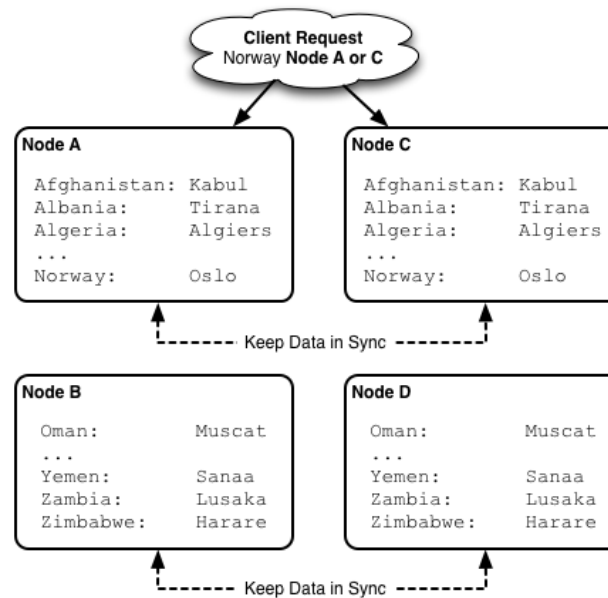 Client Request
Norway Node A or C
Node A
Afghanistan: Kabul
Albania: Tirana
Algeria: Algiers
...
Norway: Oslo
Node C
Afghanistan: Kabul
Albania: Tirana
Algeria: Algiers
...
Norway: Oslo
Keep Data in Sync
Node B
Oman: Muscat
...
Yemen: Sanaa
Zambia: Lusaka
Zimbabwe: Harare
Node D
Oman: Muscat
...
Yemen: Sanaa
Zambia: Lusaka
Zimbabwe: Harare
Keep Data in Sync